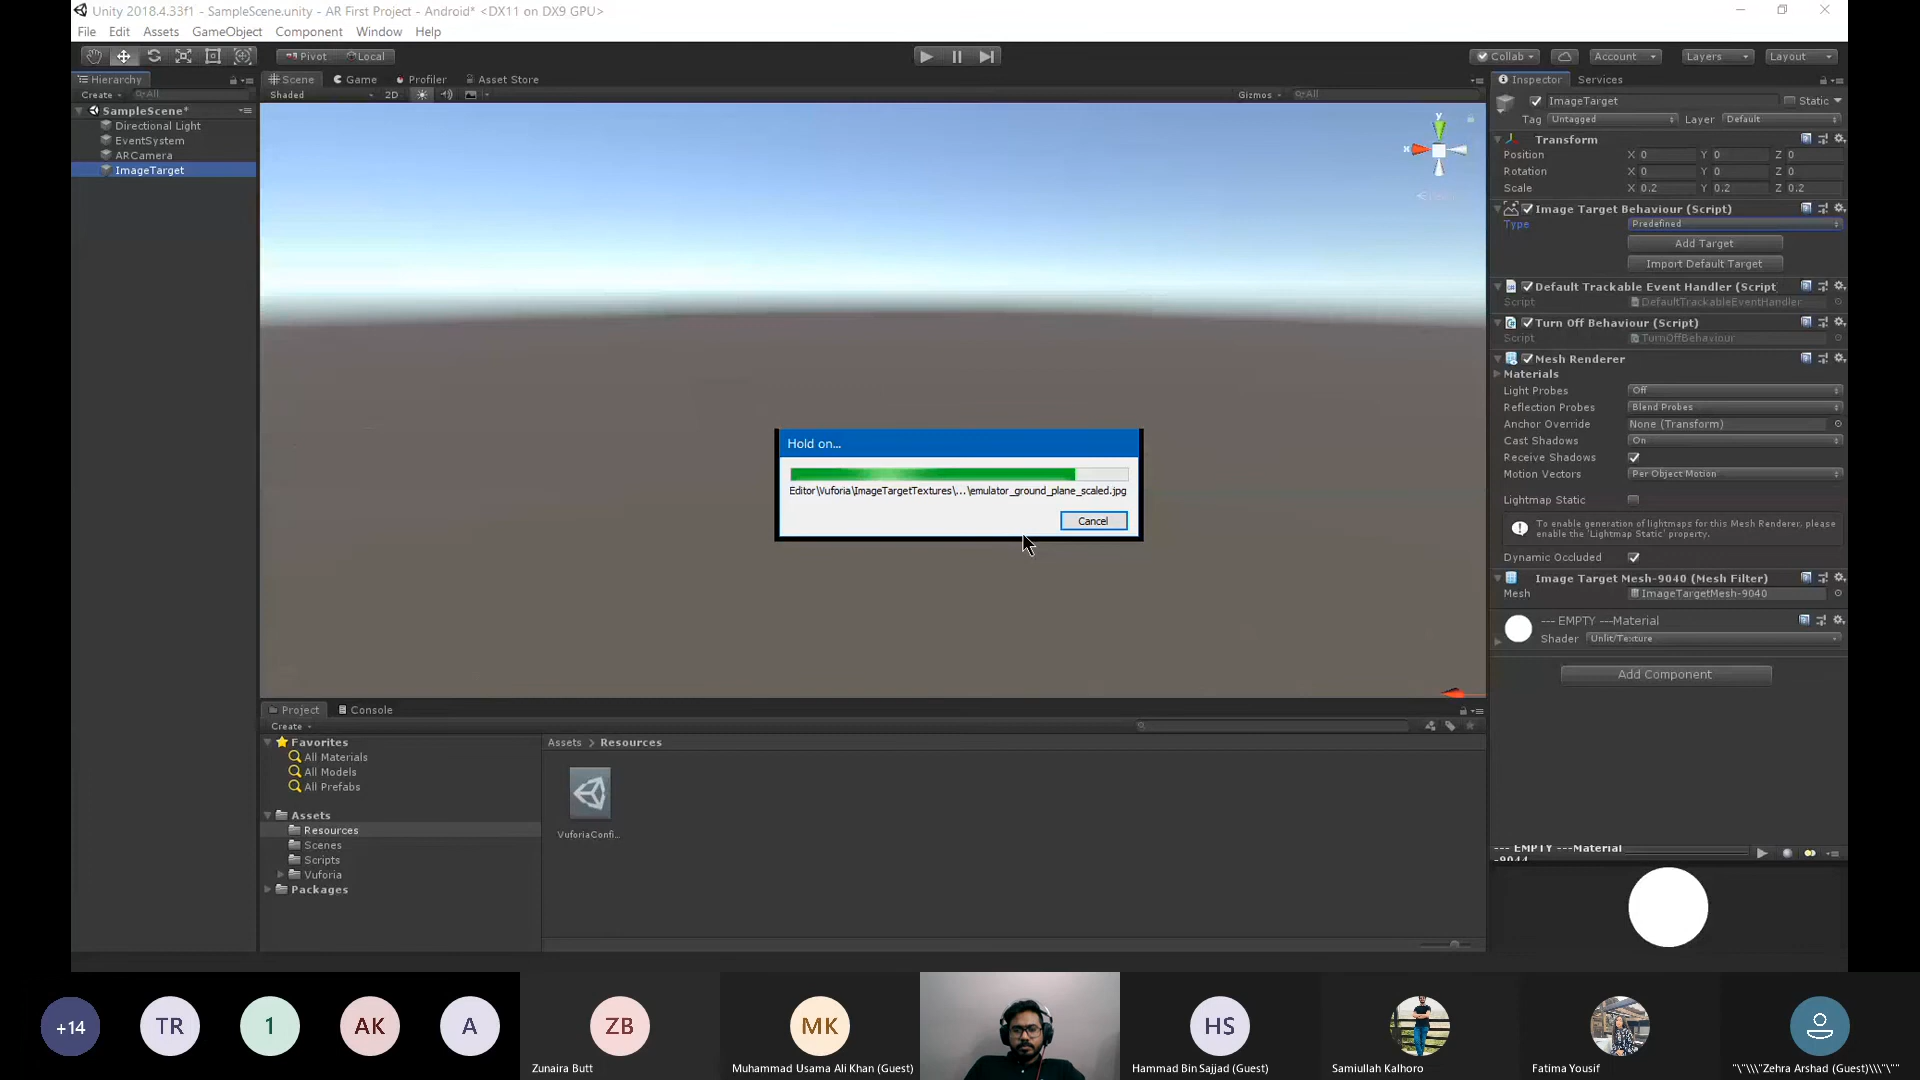 Unity 2018.4.33f1 - SampleScene.unity - AR First Project - Android* <DX11 on DX9 GPU>
File Edit Assets GameObject Component Window Help
Pivot Local Collab Account Layers Layout
Hierarchy
Create All
SampleScene*
Directional Light
EventSystem
ARCamera
ImageTarget
Scene Game Profiler Asset Store
Shaded 2D Gizmos All
y
x
Hold on...
Editor\Vuforia\ImageTargetTextures\...\emulator_ground_plane_scaled.jpg
Cancel
Inspector Services
ImageTarget Static
Tag Untagged Layer Default
Transform
Position X 0 Y 0 Z 0
Rotation X 0 Y 0 Z 0
Scale X 0.2 Y 0.2 Z 0.2
Image Target Behaviour (Script)
Type Predefined
Add Target
Import Default Target
Default Trackable Event Handler (Script
Script DefaultTrackableEventHandler
Turn Off Behaviour (Script)
Script TurnOffBehaviour
Mesh Renderer
Materials
Light Probes Off
Reflection Probes Blend Probes
Anchor Override None (Transform)
Cast Shadows On
Receive Shadows
Motion Vectors Per Object Motion
Lightmap Static
To enable generation of lightmaps for this Mesh Renderer, please
enable the 'Lightmap Static' property.
Dynamic Occluded
Image Target Mesh-9040 (Mesh Filter)
Mesh ImageTargetMesh-9040
--- EMPTY ---Material
Shader Unlit/Texture
Add Component
--- EMPTY ---Material
Project Console
Create
Favorites
All Materials
All Models
All Prefabs
Assets
Resources
Scenes
Scripts
Vuforia
Packages
Assets > Resources
VuforiaConfi...
+14 TR 1 AK A ZB MK HS
Zunaira Butt Muhammad Usama Ali Khan (Guest) Hammad Bin Sajjad (Guest) Samiullah Kalhoro Fatima Yousif "\"\\\"Zehra Arshad (Guest)\\\"\""